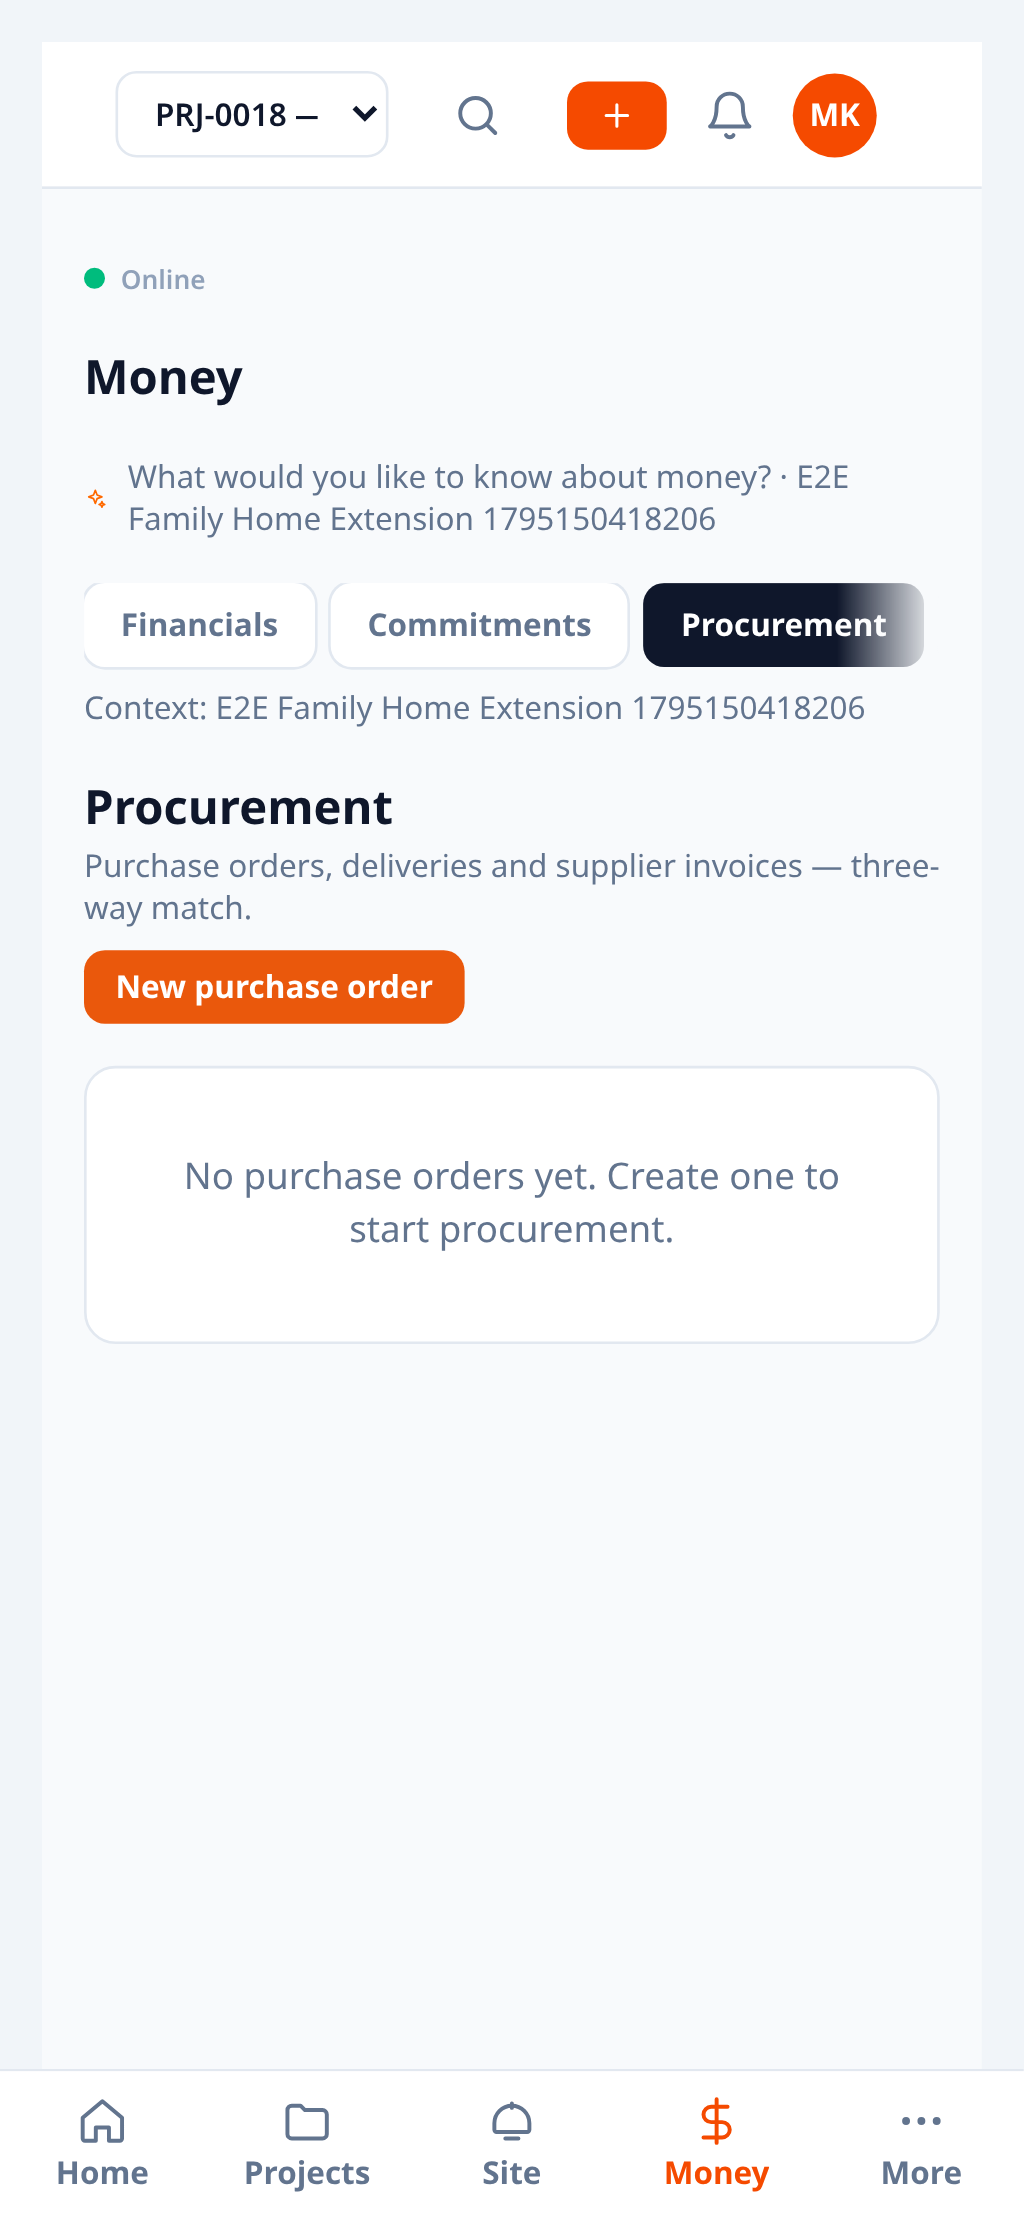 PRJ-0018 —
MK
Online
Money
What would you like to know about money? · E2E
Family Home Extension 1795150418206
Financials
Commitments
Procurement
Context: E2E Family Home Extension 1795150418206
Procurement
Purchase orders, deliveries and supplier invoices — three-
way match.
New purchase order
No purchase orders yet. Create one to
start procurement.
Home
Projects
Site
Money
More